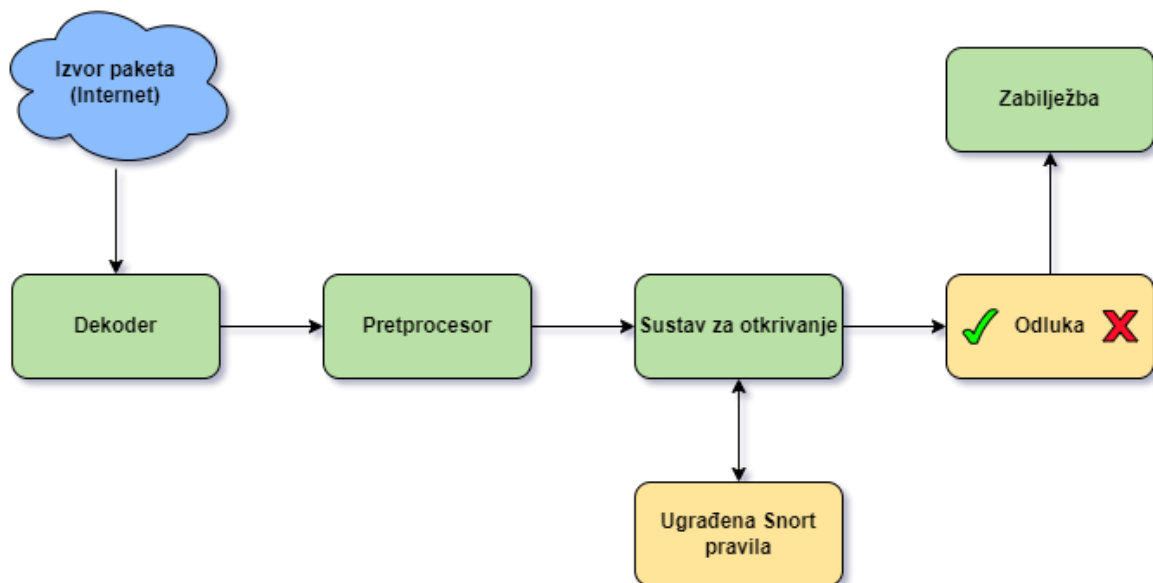 Izvor paketa
(Internet)
Zabilježba
Dekoder
Pretprocesor
Sustav za otkrivanje
Odluka
Ugrađena Snort
pravila